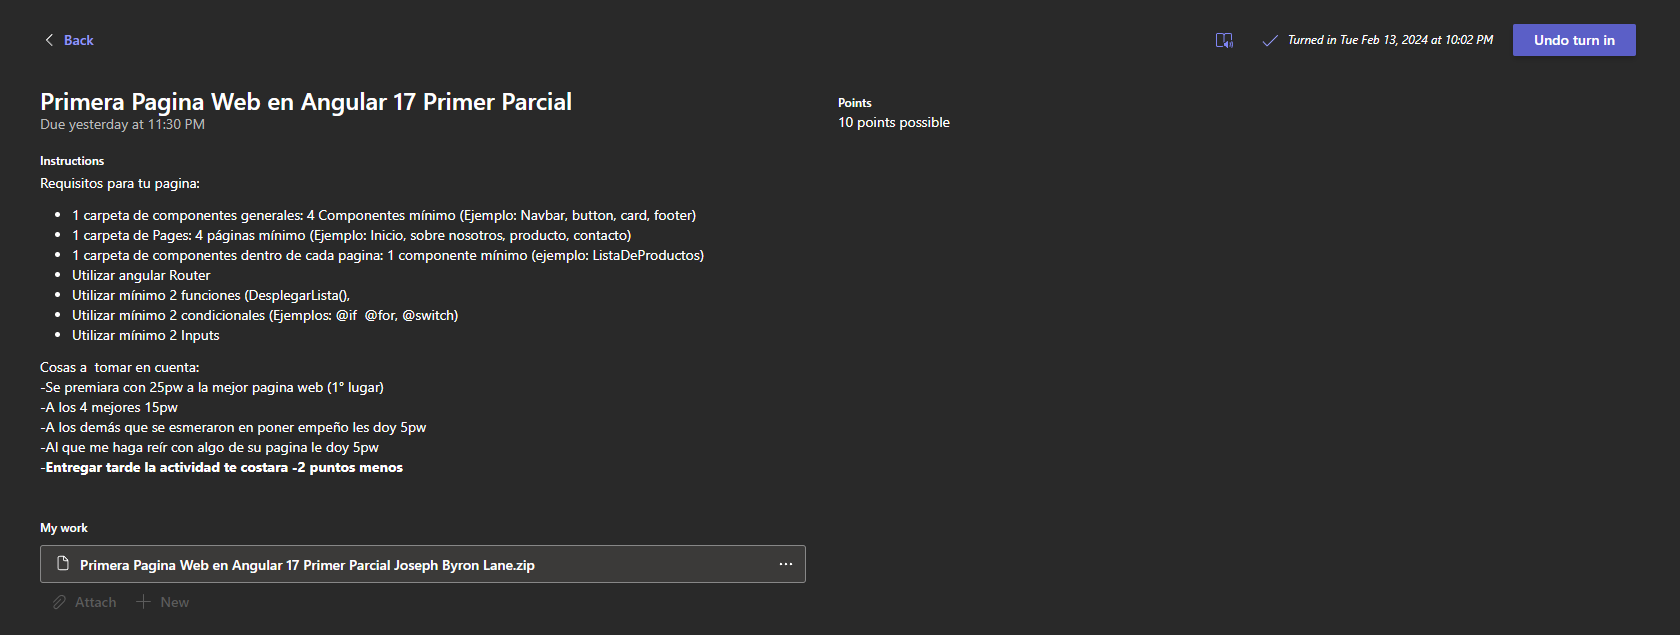 Back
Turned in Tue Feb 13, 2024 at 10:02 PM
Undo turn in
Primera Pagina Web en Angular 17 Primer Parcial
Due yesterday at 11:30 PM
Points
10 points possible
Instructions
Requisitos para tu pagina:
• 1 carpeta de componentes generales: 4 Componentes mínimo (Ejemplo: Navbar, button, card, footer)
• 1 carpeta de Pages: 4 páginas mínimo (Ejemplo: Inicio, sobre nosotros, producto, contacto)
• 1 carpeta de componentes dentro de cada pagina: 1 componente mínimo (ejemplo: ListaDeProductos)
• Utilizar angular Router
• Utilizar mínimo 2 funciones (DesplegarLista(),
• Utilizar mínimo 2 condicionales (Ejemplos: @if  @for, @switch)
• Utilizar mínimo 2 Inputs
Cosas a  tomar en cuenta:
-Se premiara con 25pw a la mejor pagina web (1° lugar)
-A los 4 mejores 15pw
-A los demás que se esmeraron en poner empeño les doy 5pw
-Al que me haga reír con algo de su pagina le doy 5pw
-Entregar tarde la actividad te costara -2 puntos menos
My work
Primera Pagina Web en Angular 17 Primer Parcial Joseph Byron Lane.zip
Attach
New